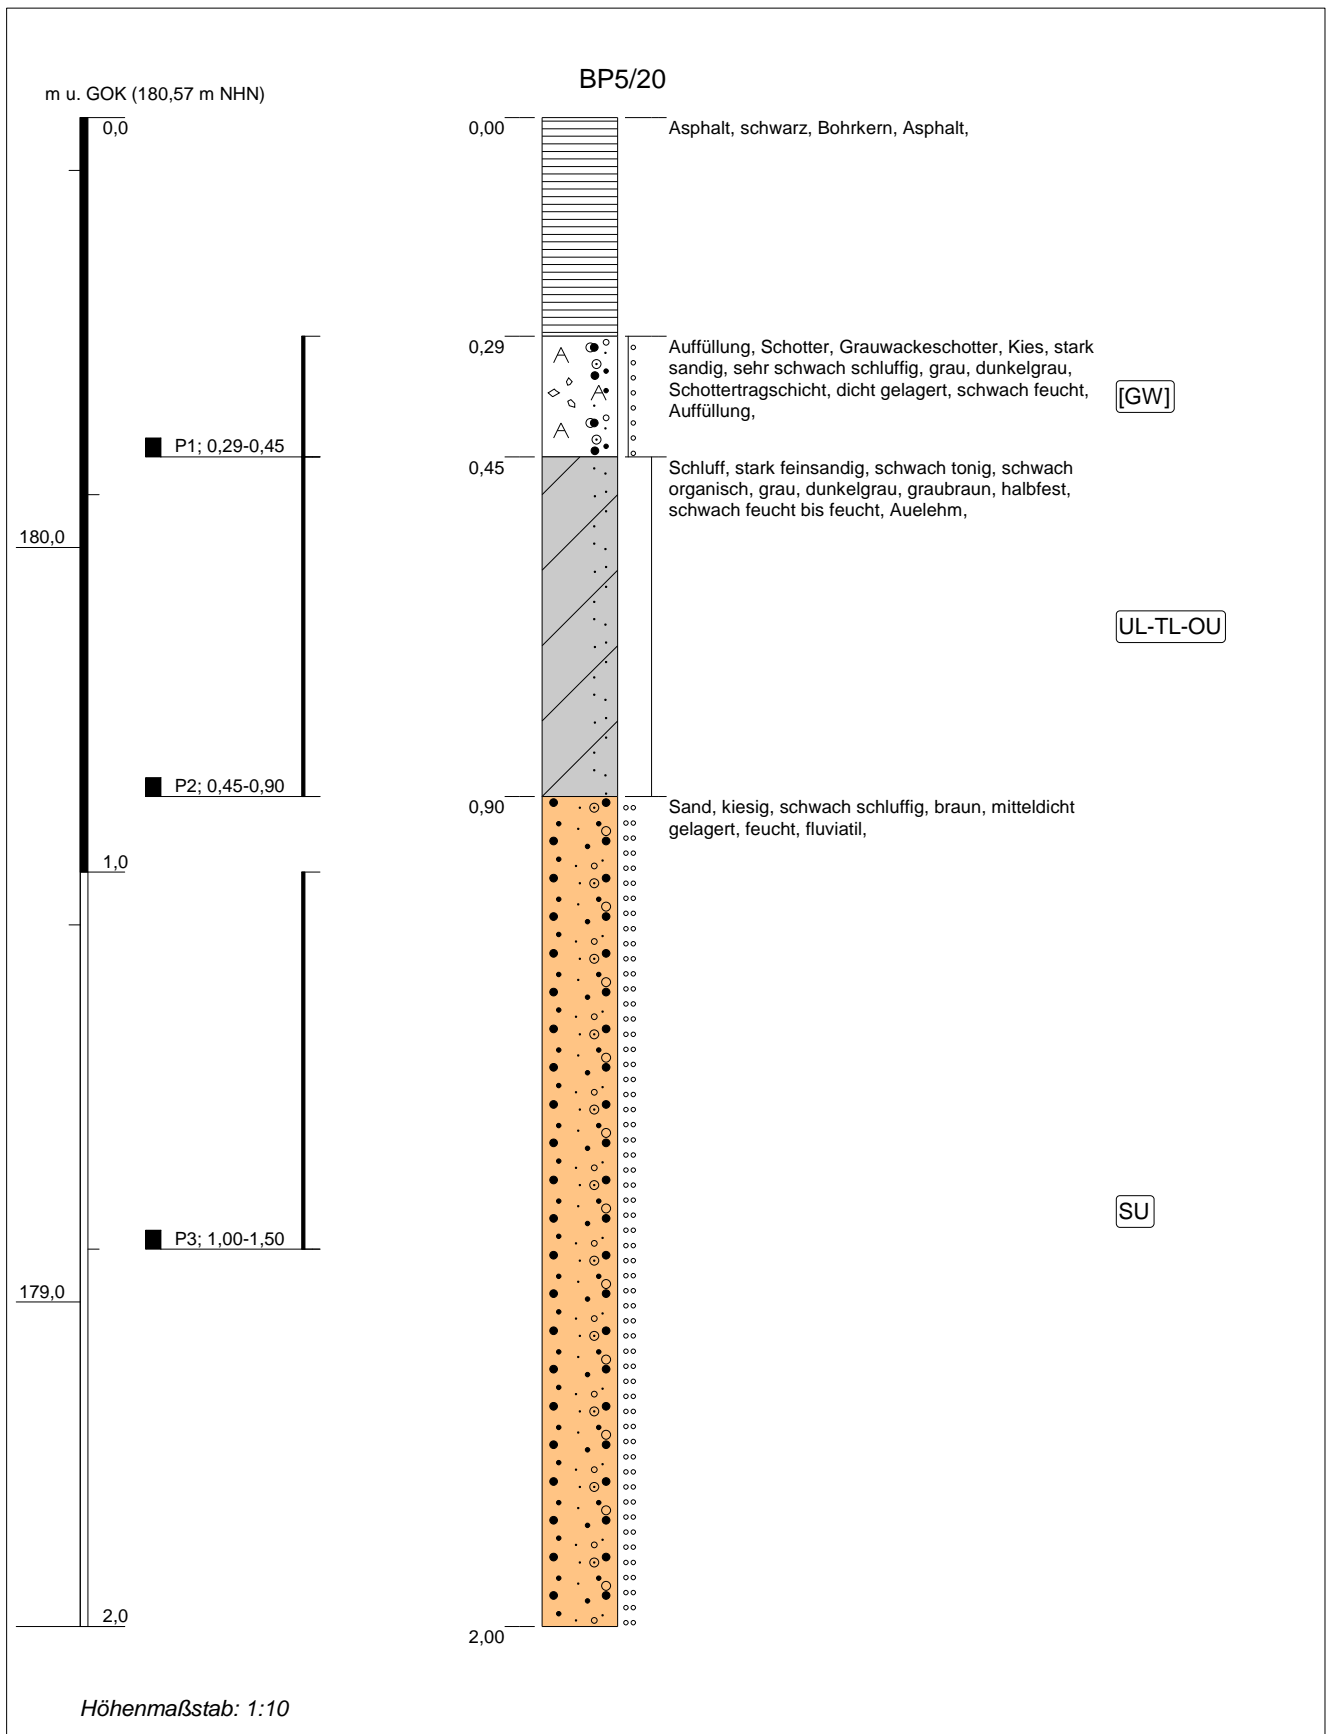 BP5/20
m u. GOK (180,57 m NHN)
0,0
0,00
Asphalt, schwarz, Bohrkern, Asphalt,
0,29
Auffüllung, Schotter, Grauwackeschotter, Kies, stark
sandig, sehr schwach schluffig, grau, dunkelgrau,
Schottertragschicht, dicht gelagert, schwach feucht,
Auffüllung,
[GW]
A
A
A
P1; 0,29-0,45
0,45
Schluff, stark feinsandig, schwach tonig, schwach
organisch, grau, dunkelgrau, graubraun, halbfest,
schwach feucht bis feucht, Auelehm,
180,0
UL-TL-OU
P2; 0,45-0,90
0,90
Sand, kiesig, schwach schluffig, braun, mitteldicht
gelagert, feucht, fluviatil,
1,0
SU
P3; 1,00-1,50
179,0
2,0
2,00
Höhenmaßstab: 1:10